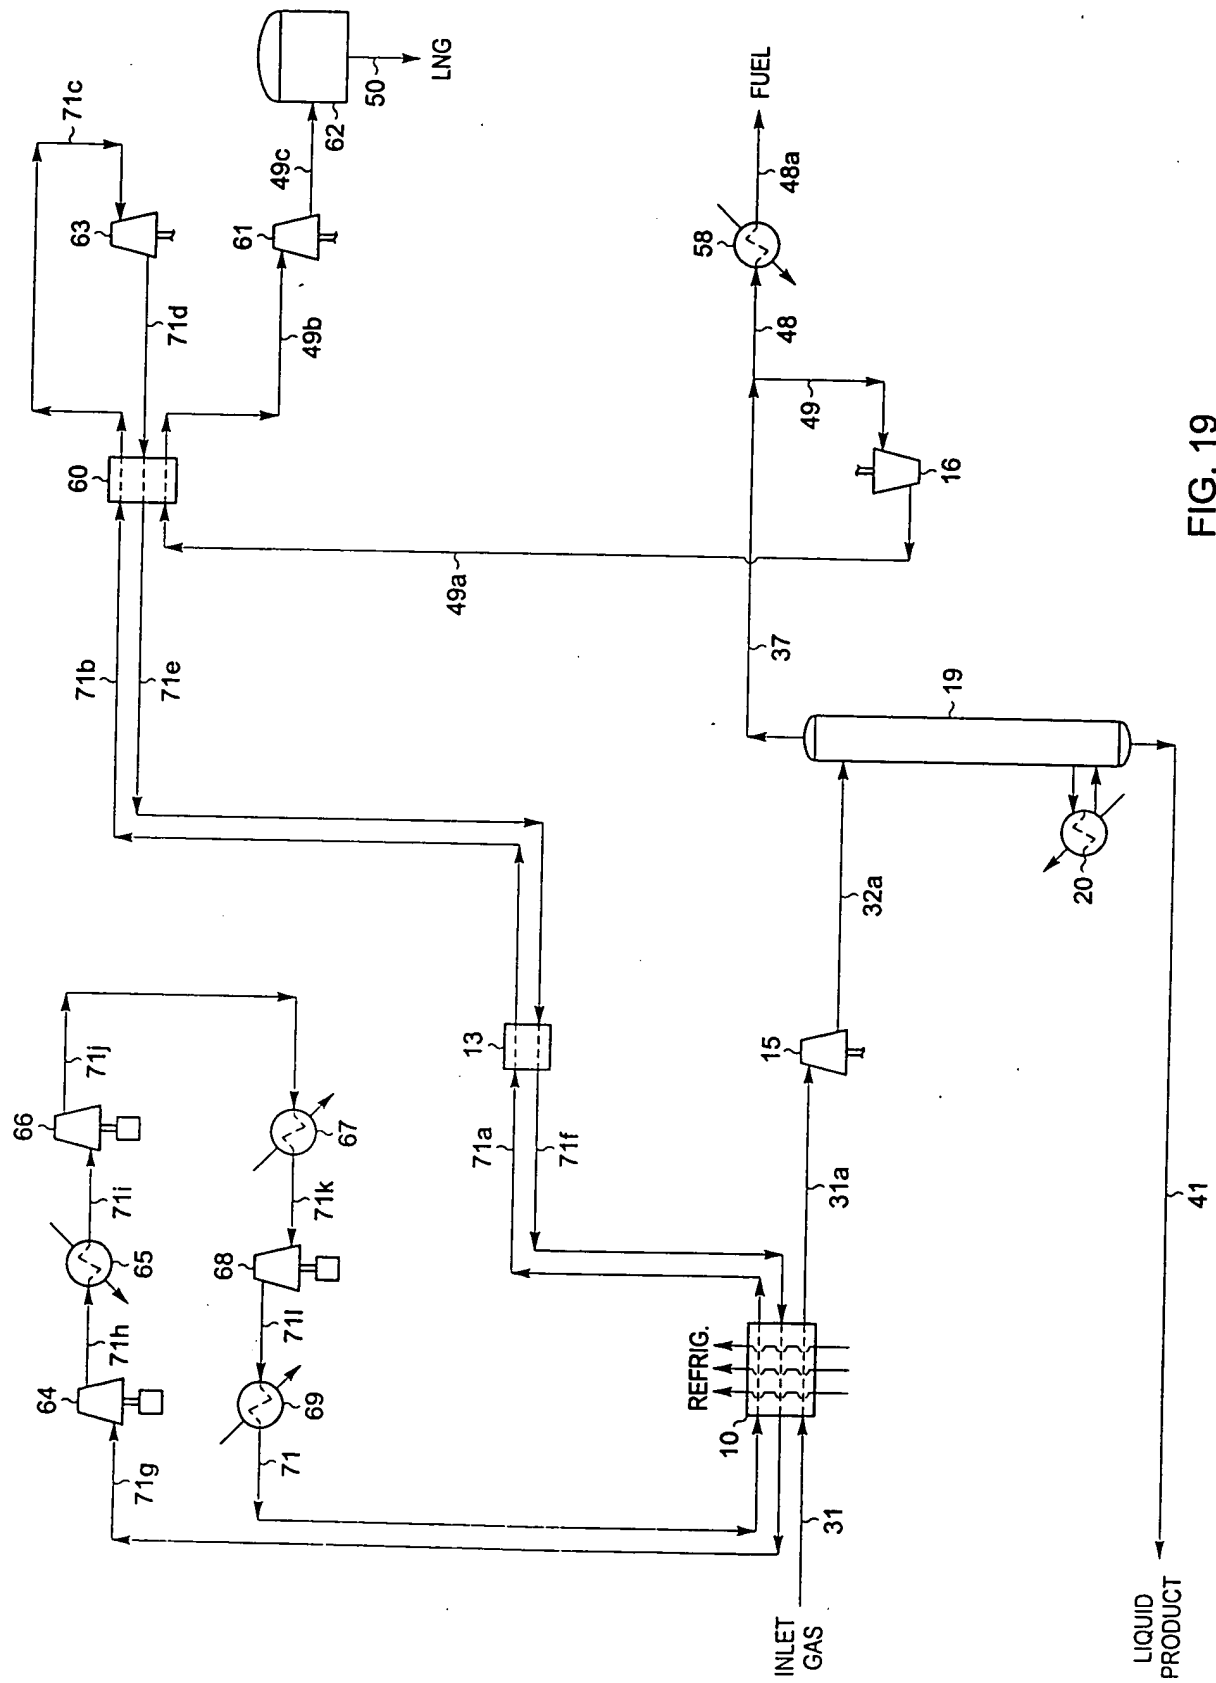 71c
63
71d
60
71b
71e
61
49b
49c
62
50
LNG
49a
58
48
48a
FUEL
49
16
37
19
20
32a
13
71a
71f
15
31a
66
71j
71i
65
71h
64
71g
67
71k
68
71l
69
71
REFRIG.
10
31
INLET
GAS
41
LIQUID
PRODUCT
FIG. 19